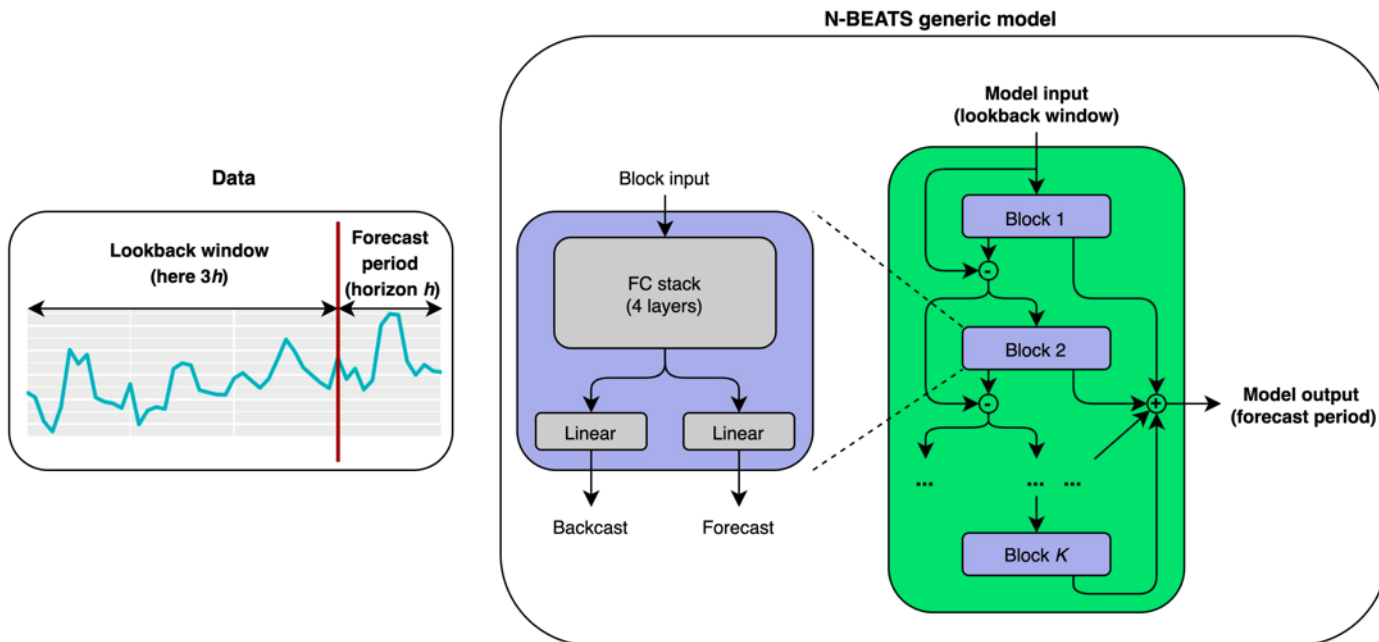 N-BEATS generic model
Data
Lookback window
(here 3h)
Forecast
period
(horizon h)
Block input
FC stack
(4 layers)
Linear
Linear
Backcast
Forecast
Model input
(lookback window)
Block 1
-
Block 2
-
+
Model output
(forecast period)
...
...
...
Block K